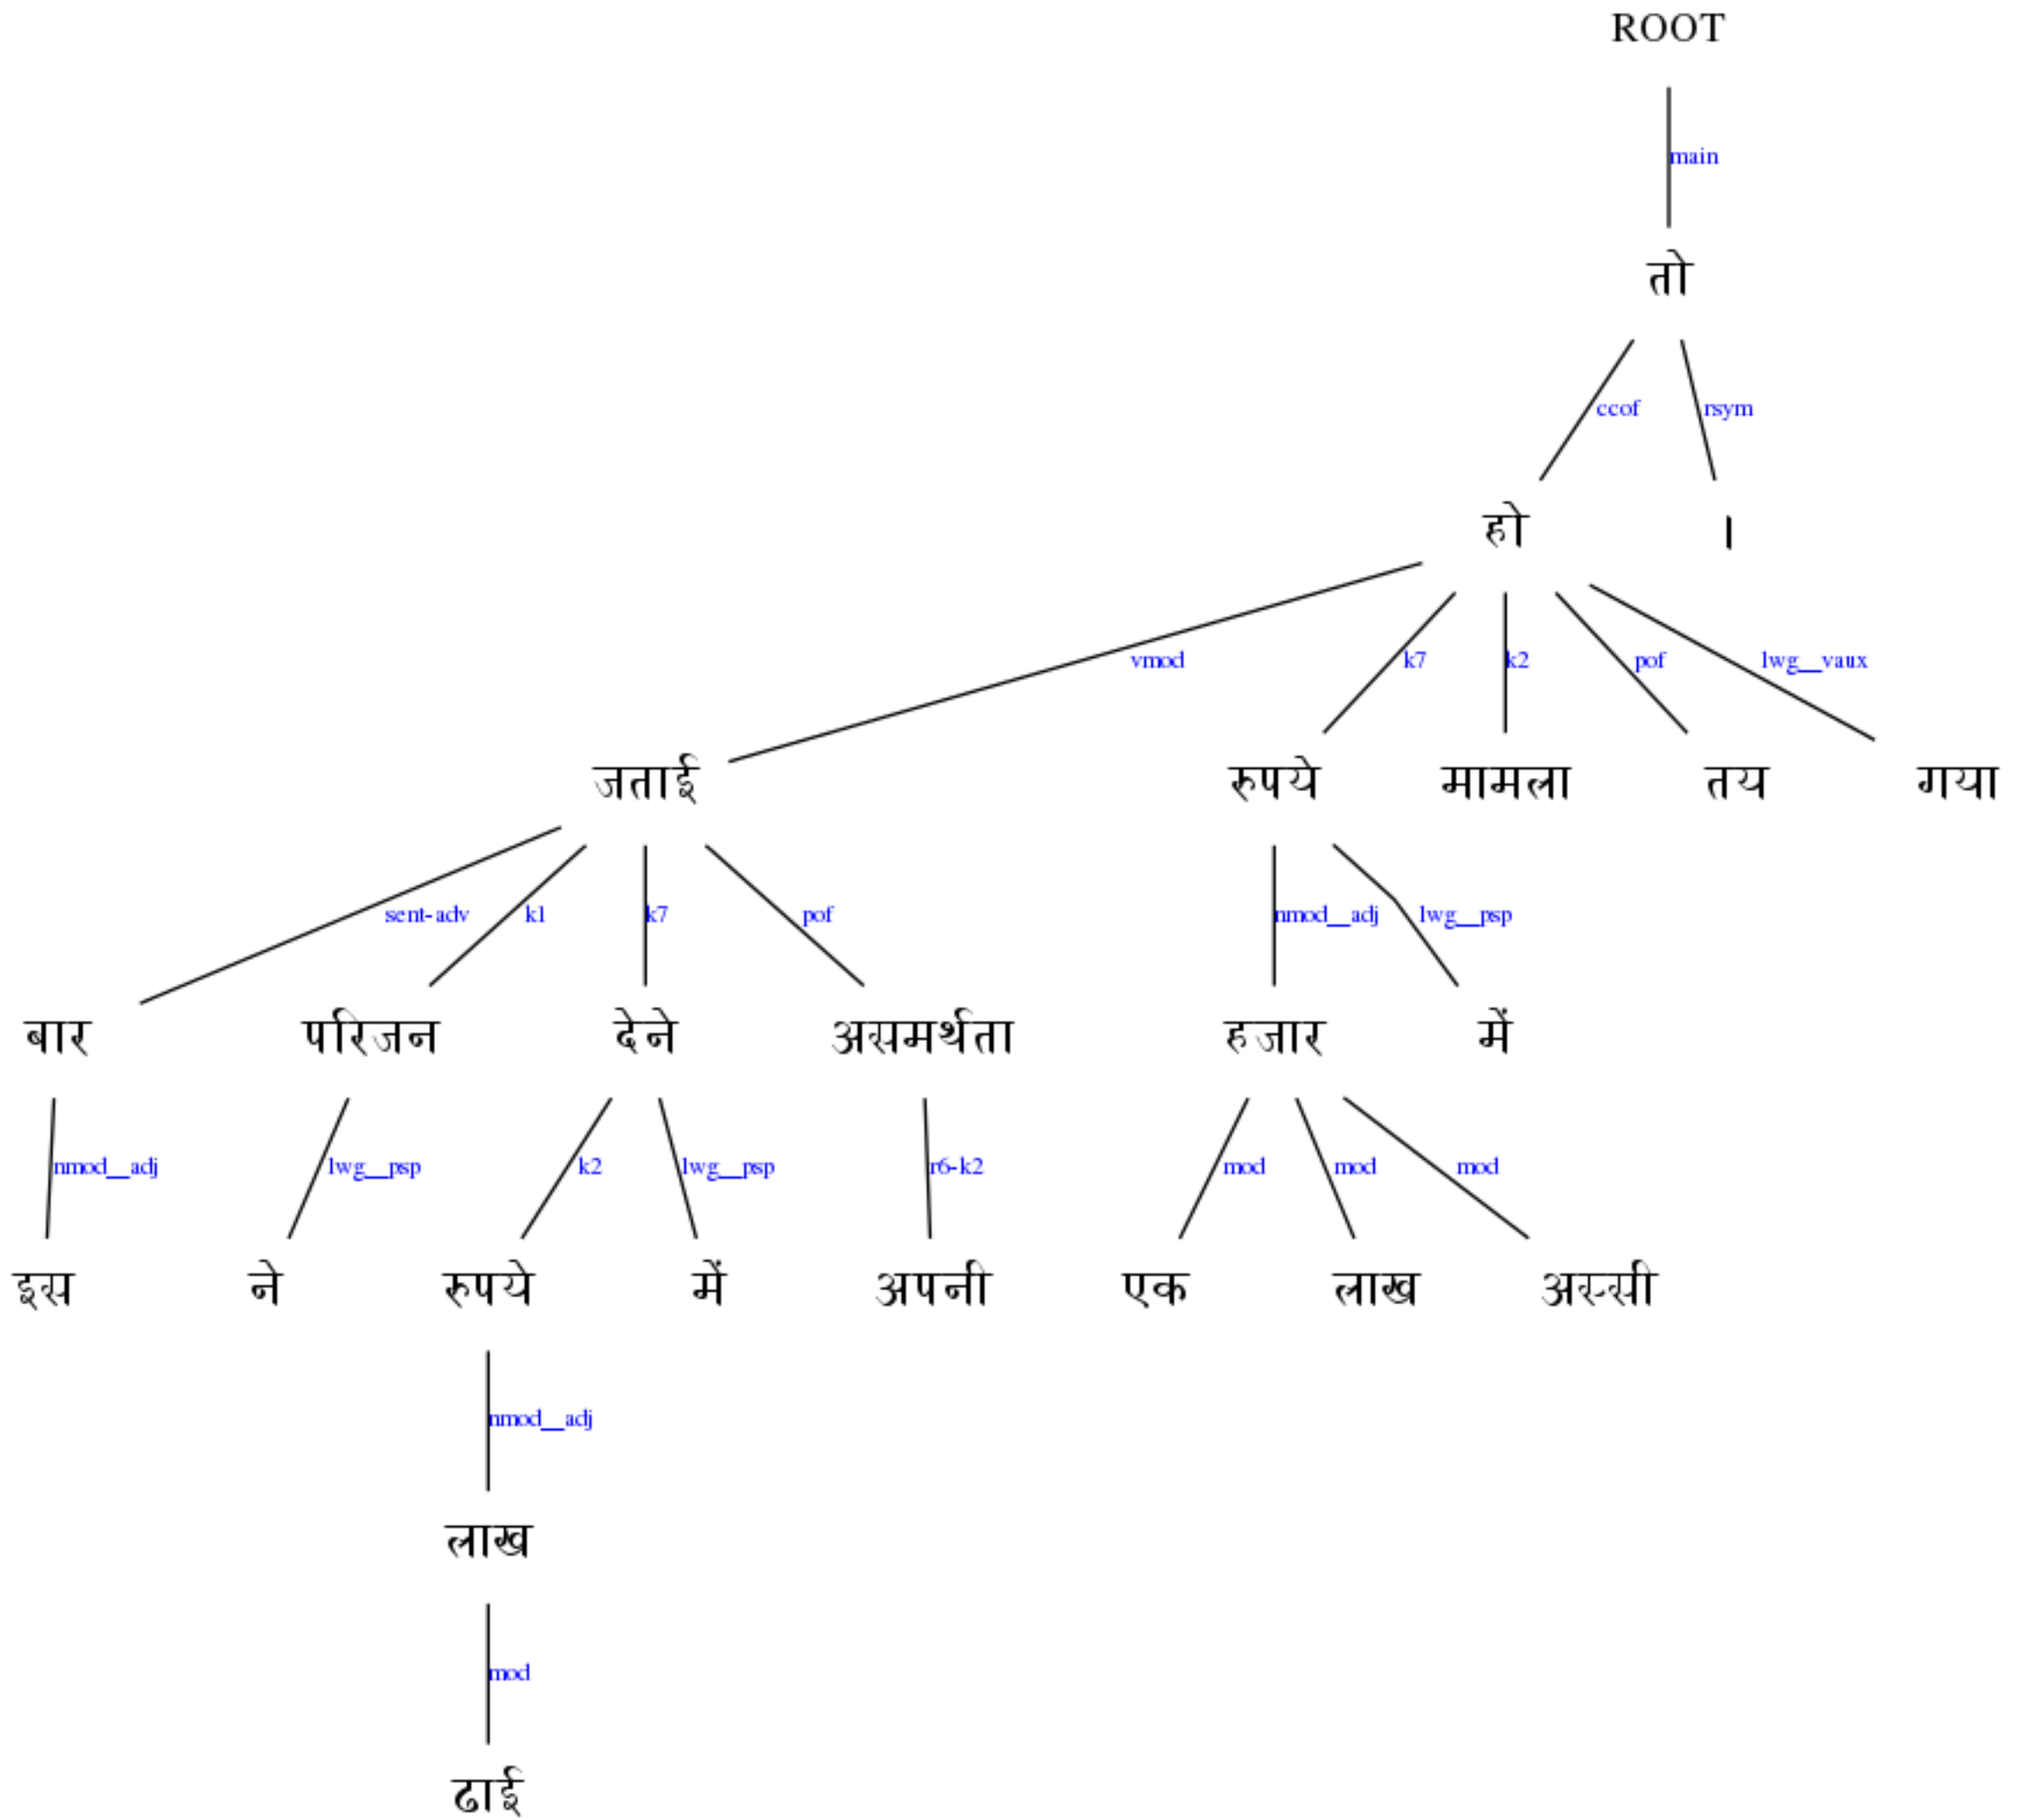 ROOT
main
तो
ccof rsym
हो ।
vmod k7 k2 pof lwg__vaux
जताई रुपये मामला तय गया
sent-adv k1 k7 pof nmod__adj lwg__psp
बार परिजन देने असमर्थता हजार में
nmod__adj lwg__psp k2 lwg__psp r6-k2 mod mod mod
इस ने रुपये में अपनी एक लाख अस्सी
nmod__adj
लाख
mod
ढाई